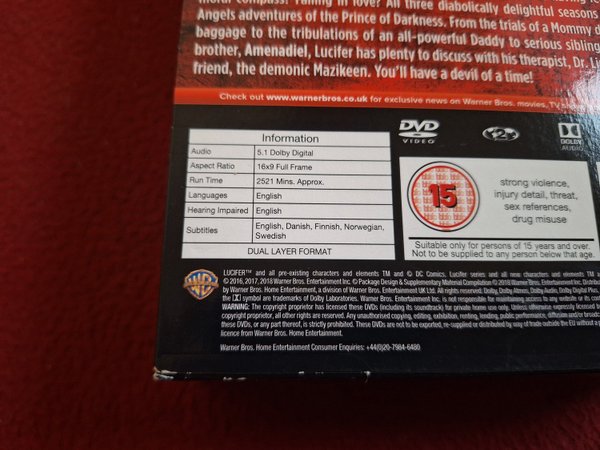 moral compass? Falling in love? All three diabolically delightful seasons
Angels adventures of the Prince of Darkness. From the trials of a Mommy d
baggage to the tribulations of an all-powerful Daddy to serious sibling
brother, Amenadiel, Lucifer has plenty to discuss with his therapist, Dr. Li
friend, the demonic Mazikeen. You'll have a devil of a time!
Check out www.warnerbros.co.uk for exclusive news on Warner Bros. movies, TV s
Information
Audio 5.1 Dolby Digital
Aspect Ratio 16x9 Full Frame
Run Time 2521 Mins. Approx.
Languages English
Hearing Impaired English
Subtitles English, Danish, Finnish, Norwegian,
Swedish
DUAL LAYER FORMAT
DVD
VIDEO
2
DOLBY
AUDIO
15
strong violence,
injury detail, threat,
sex references,
drug misuse
Suitable only for persons of 15 years and over.
Not to be supplied to any person below that age.
WB
LUCIFER™ and all pre-existing characters and elements TM and © DC Comics. Lucifer series and all new characters and elements TM a
© 2016, 2017, 2018 Warner Bros. Entertainment Inc. © Package Design & Supplementary Material Compilation © 2018 Warner Bros. Entertainment Inc. Distribu
by Warner Bros. Home Entertainment, a division of Warner Bros. Entertainment UK Ltd. All rights reserved. Dolby, Dolby Atmos, Dolby Audio, Dolby Digital Plus,
the symbol are trademarks of Dolby Laboratories. Warner Bros. Entertainment Inc. is not responsible for maintaining access to any website or its cont
WARNING: The copyright proprietor has licensed these DVDs (including its soundtrack) for private home use only. Unless otherwise expressly licensed
copyright proprietor, all other rights are reserved. Any unauthorised copying, editing, exhibition, renting, lending, public performance, diffusion and/or broadc
these DVDs, or any part thereof, is strictly prohibited. These DVDs are not to be exported, re-supplied or distributed by way of trade outside the EU without a p
licence from Warner Bros. Home Entertainment.
Warner Bros. Home Entertainment Consumer Enquiries: +44(0)20-7984-6480